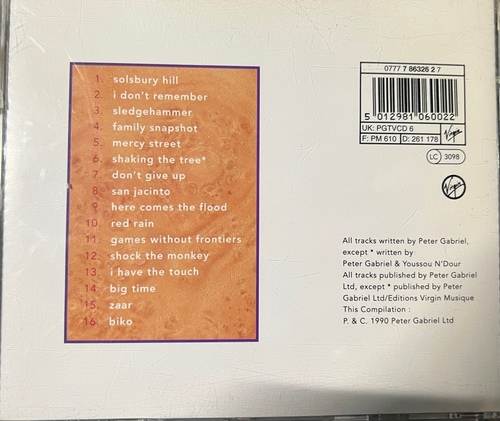 1. solsbury hill
2. i don't remember
3. sledgehammer
4. family snapshot
5. mercy street
6. shaking the tree*
7. don't give up
8. san jacinto
9. here comes the flood
10. red rain
11. games without frontiers
12. shock the monkey
13. i have the touch
14. big time
15. zaar
16. biko
0777 7 86326 2 7
5 012981 060022
UK: PGTVCD 6
F: PM 610 D: 261 178
Virgin
LC 3098
Virgin
All tracks written by Peter Gabriel,
except * written by
Peter Gabriel & Youssou N'Dour
All tracks published by Peter Gabriel
Ltd, except * published by Peter
Gabriel Ltd/Editions Virgin Musique
This Compilation :
P. & C. 1990 Peter Gabriel Ltd